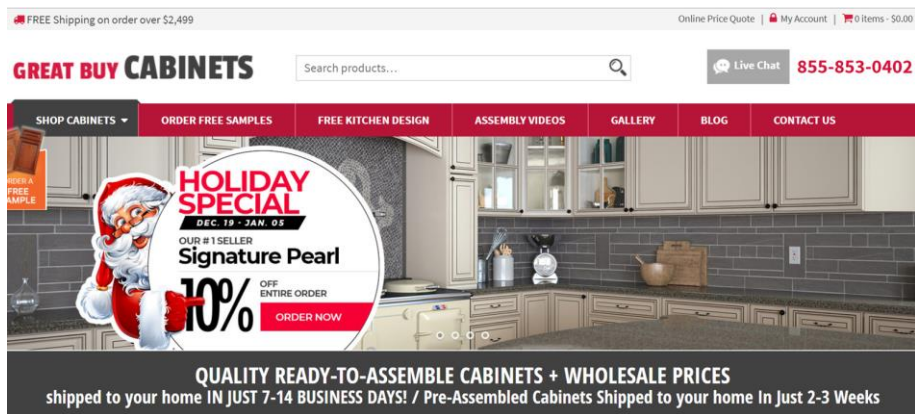 FREE Shipping on order over $2,499
Online Price Quote | My Account | 0 items - $0.00
GREAT BUY CABINETS
Search products...
Live Chat
855-853-0402
SHOP CABINETS ORDER FREE SAMPLES FREE KITCHEN DESIGN ASSEMBLY VIDEOS GALLERY BLOG CONTACT US
FREE
HOLIDAY
SPECIAL
DEC. 19 - JAN. 05
OUR #1 SELLER
Signature Pearl
10%
OFF
ENTIRE ORDER
ORDER NOW
QUALITY READY-TO-ASSEMBLE CABINETS + WHOLESALE PRICES
shipped to your home IN JUST 7-14 BUSINESS DAYS! / Pre-Assembled Cabinets Shipped to your home In Just 2-3 Weeks